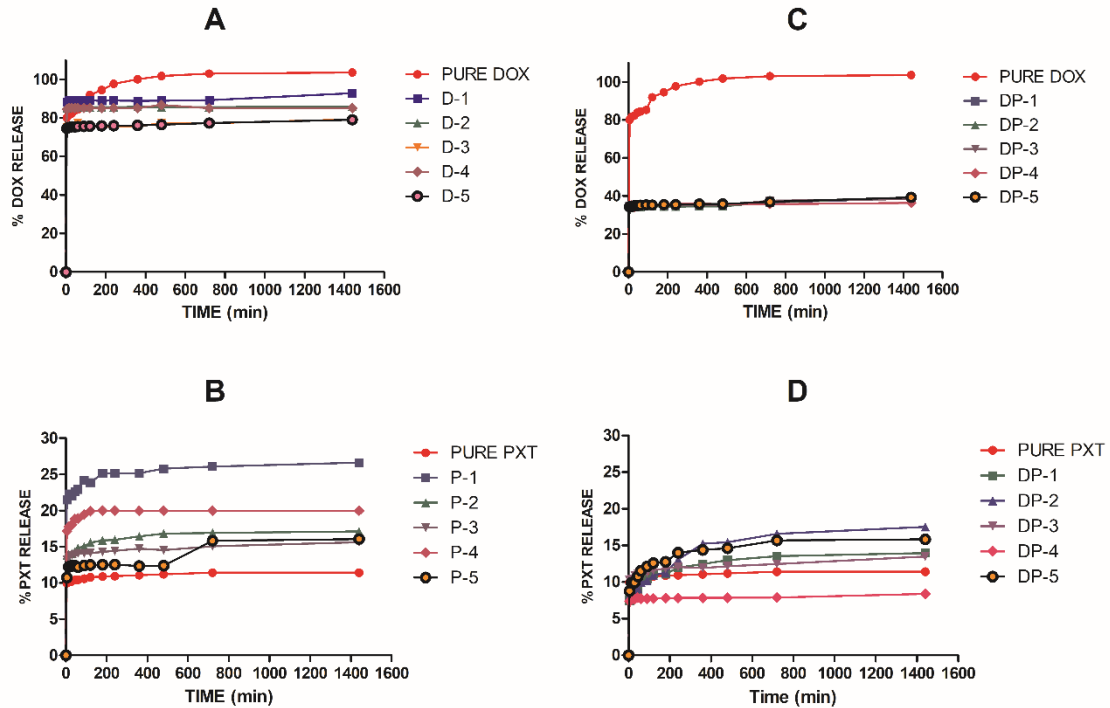 A
% DOX RELEASE
100
80
60
40
20
0
0 200 400 600 800 1000 1200 1400 1600
TIME (min)
PURE DOX
D-1
D-2
D-3
D-4
D-5
C
% DOX RELEASE
100
80
60
40
20
0
0 200 400 600 800 1000 1200 1400 1600
TIME (min)
PURE DOX
DP-1
DP-2
DP-3
DP-4
DP-5
B
%PXT RELEASE
30
25
20
15
10
5
0
0 200 400 600 800 1000 1200 1400 1600
TIME (min)
PURE PXT
P-1
P-2
P-3
P-4
P-5
D
%PXT RELEASE
30
25
20
15
10
5
0
0 200 400 600 800 1000 1200 1400 1600
Time (min)
PURE PXT
DP-1
DP-2
DP-3
DP-4
DP-5